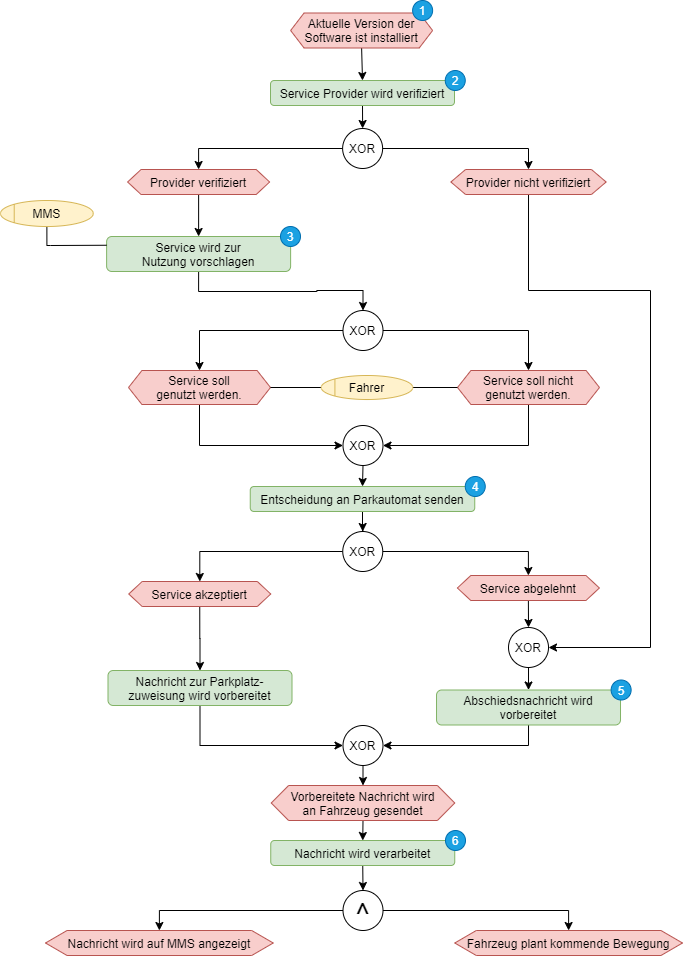 1
Aktuelle Version der
Software ist installiert
2
Service Provider wird verifiziert
XOR
Provider verifiziert
Provider nicht verifiziert
MMS
3
Service wird zur
Nutzung vorschlagen
XOR
Service soll
genutzt werden.
Fahrer
Service soll nicht
genutzt werden.
XOR
4
Entscheidung an Parkautomat senden
XOR
Service akzeptiert
Service abgelehnt
XOR
Nachricht zur Parkplatz-
zuweisung wird vorbereitet
5
Abschiedsnachricht wird
vorbereitet
XOR
Vorbereitete Nachricht wird
an Fahrzeug gesendet
6
Nachricht wird verarbeitet
^
Nachricht wird auf MMS angezeigt
Fahrzeug plant kommende Bewegung